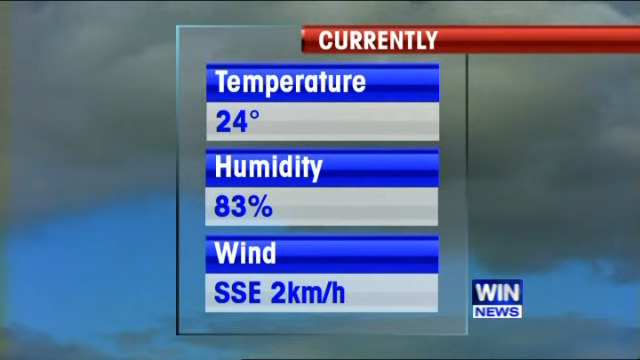 CURRENTLY
Temperature
24°
Humidity
83%
Wind
SSE 2km/h
WIN
NEWS